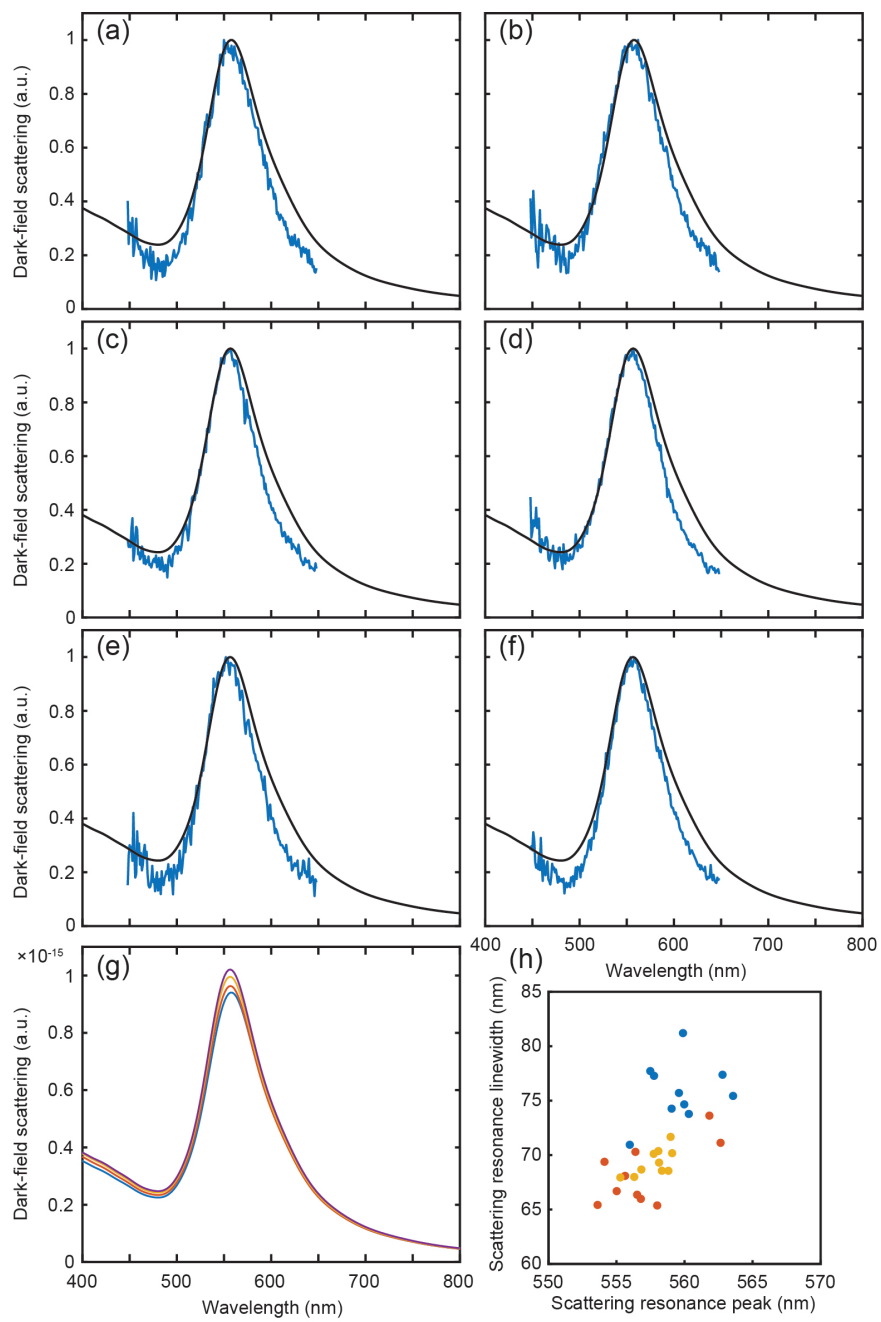 (a)
(b)
1
0.8
0.6
0.4
0.2
0
Dark-field scattering (a.u.)
(c)
(d)
1
0.8
0.6
0.4
0.2
0
Dark-field scattering (a.u.)
(e)
(f)
1
0.8
0.6
0.4
0.2
0
Dark-field scattering (a.u.)
400 500 600 700 800
Wavelength (nm)
×10-15
(g)
1
0.8
0.6
0.4
0.2
0
Dark-field scattering (a.u.)
400 500 600 700 800
Wavelength (nm)
(h)
85
80
75
70
65
60
Scattering resonance linewidth (nm)
550 555 560 565 570
Scattering resonance peak (nm)